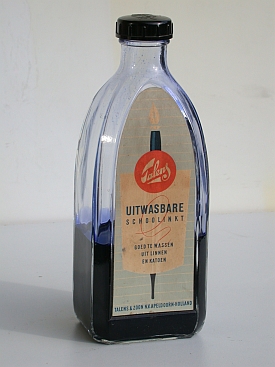 Talens
UITWASBARE
SCHOOLINKT
GOED TE WASSEN
UIT LINNEN
EN KATOEN
TALENS & ZOON N.V. APELDOORN-HOLLAND